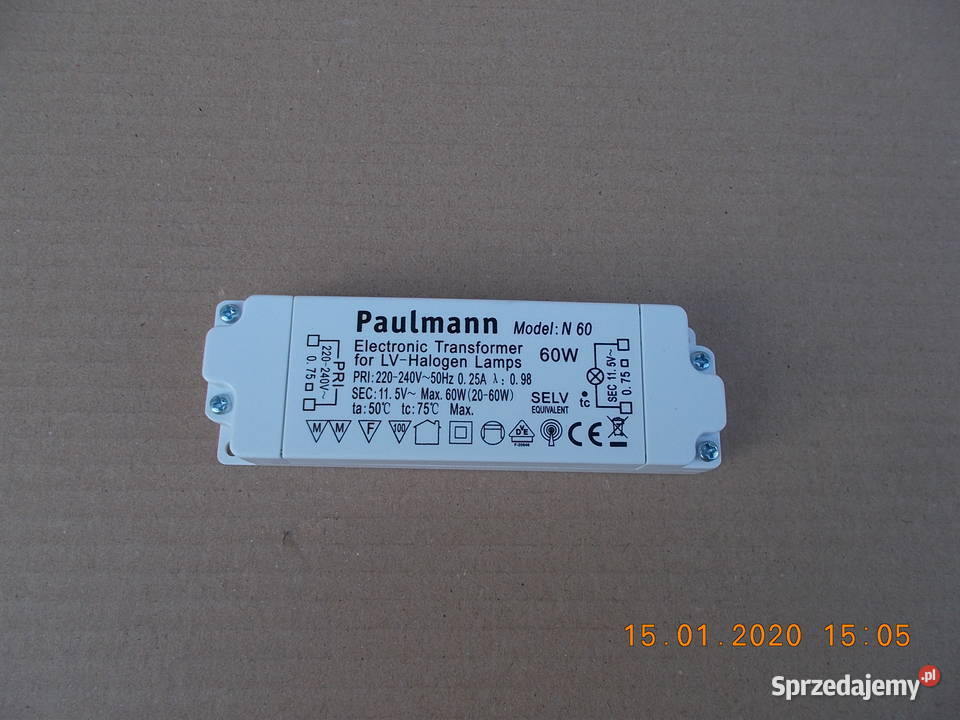 Paulmann Model: N 60
Electronic Transformer
for LV-Halogen Lamps
60W
PRI: 220-240V~50Hz 0.25A λ: 0.98
SEC: 11.5V~ Max. 60W (20-60W)
ta: 50℃ tc: 75℃ Max.
SELV
EQUIVALENT
tc
PRI
220-240V~
0.75
SEC 11.5V~
0.75
M M F 100
D E
CE
15.01.2020 15:05
Sprzedajemy.pl